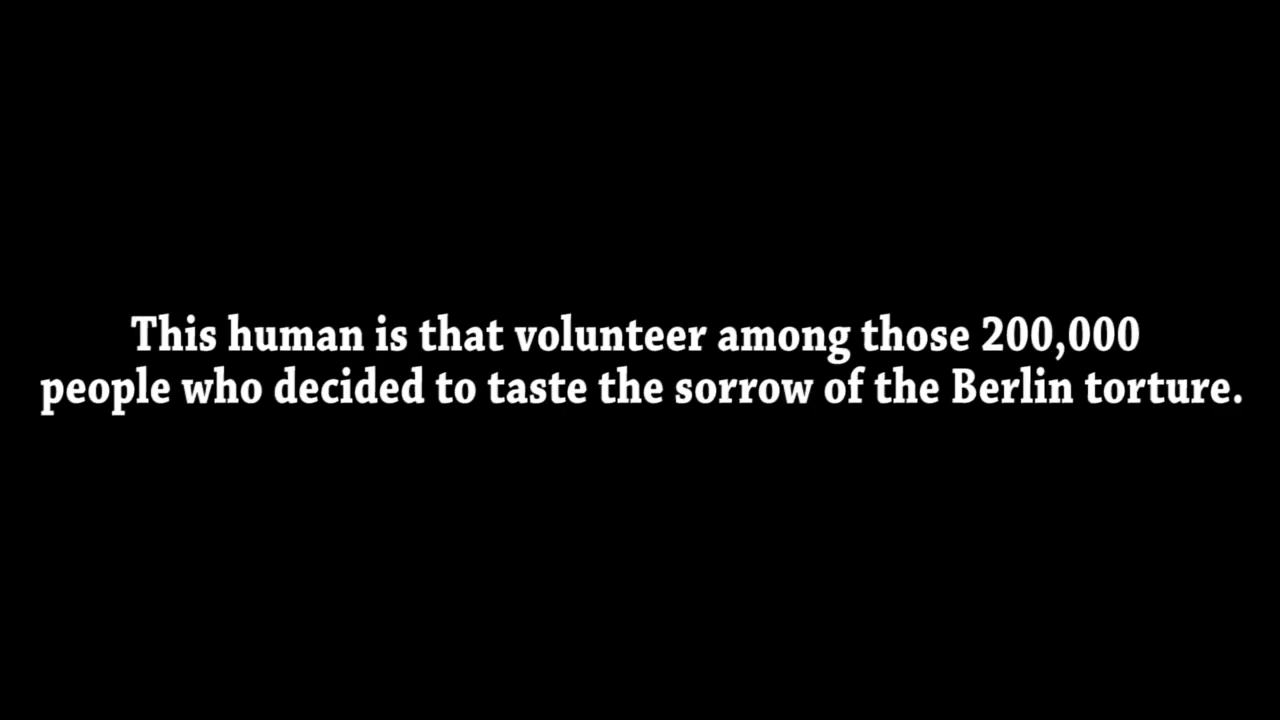 This human is that volunteer among those 200,000
people who decided to taste the sorrow of the Berlin torture.